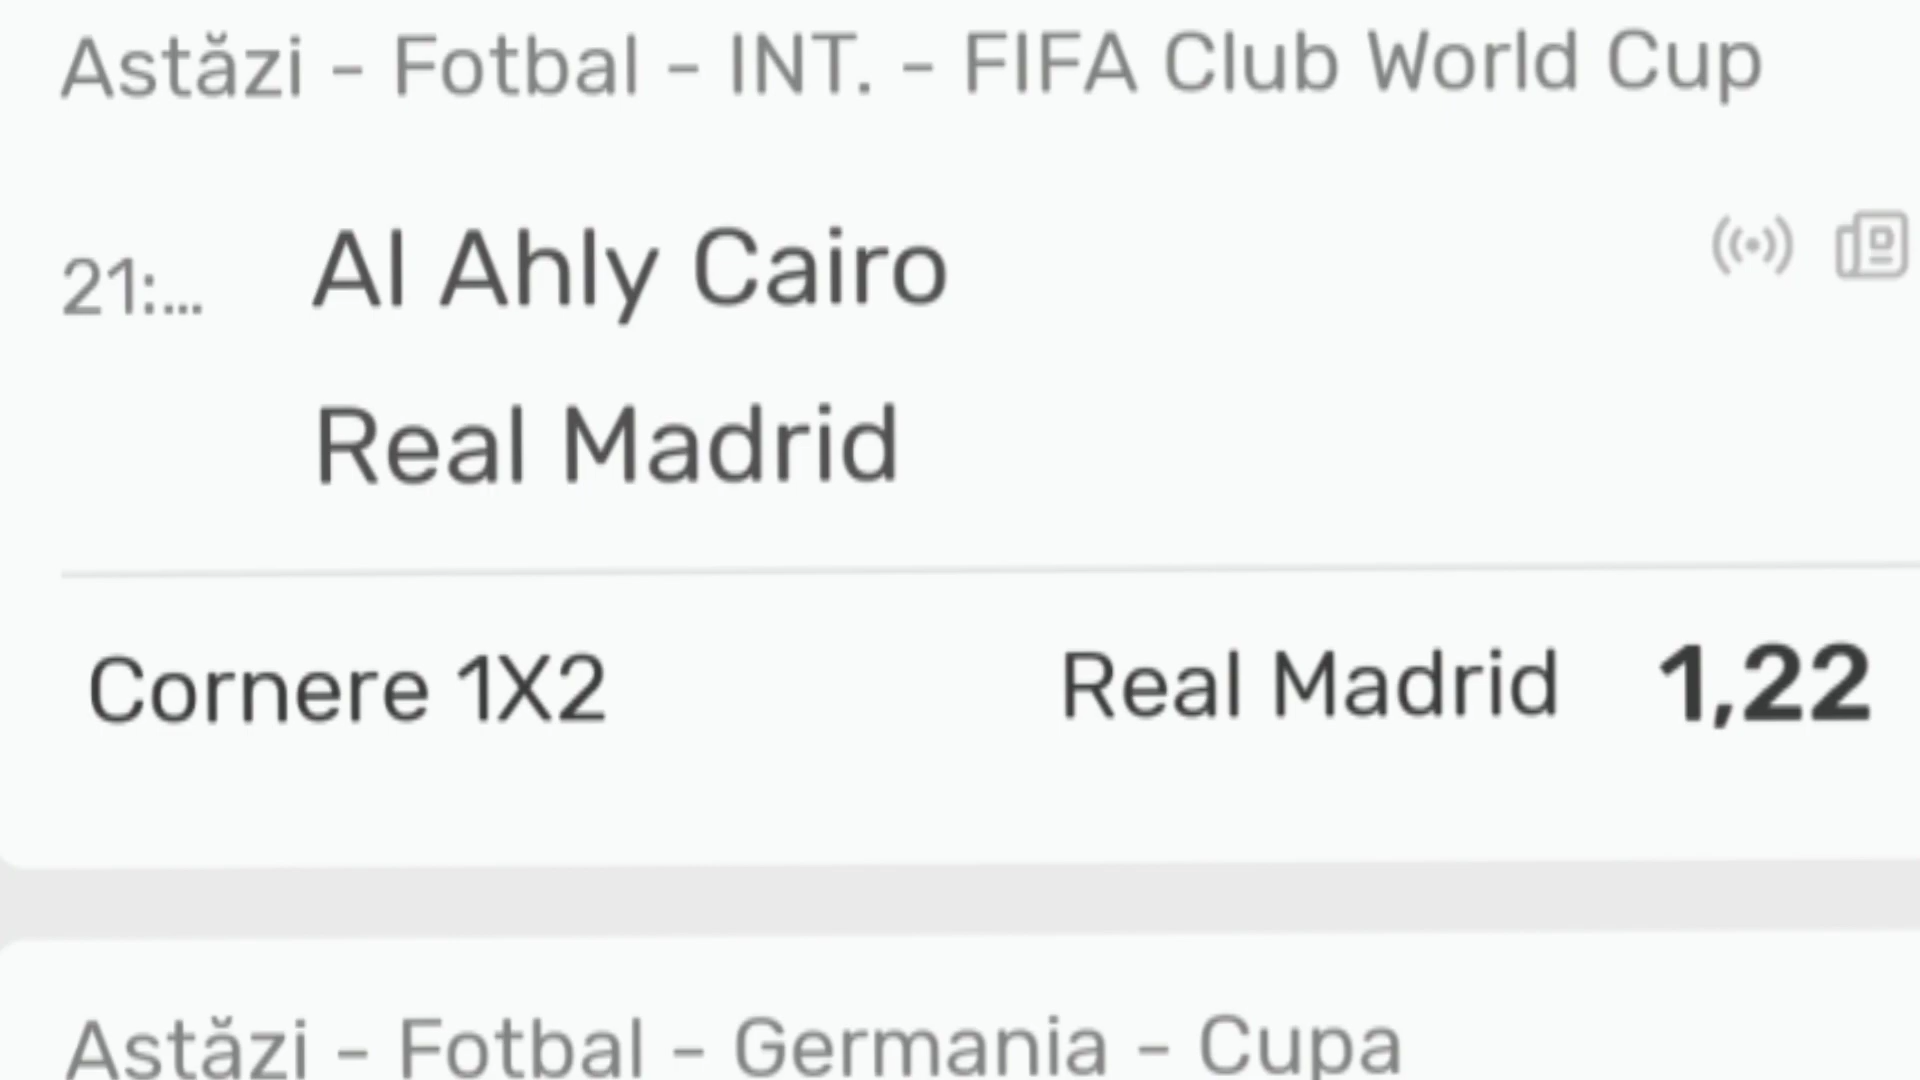 Astăzi - Fotbal - INT. - FIFA Club World Cup
21:... Al Ahly Cairo
Real Madrid
Cornere 1X2 Real Madrid 1,22
Astăzi - Fotbal - Germania - Cupa